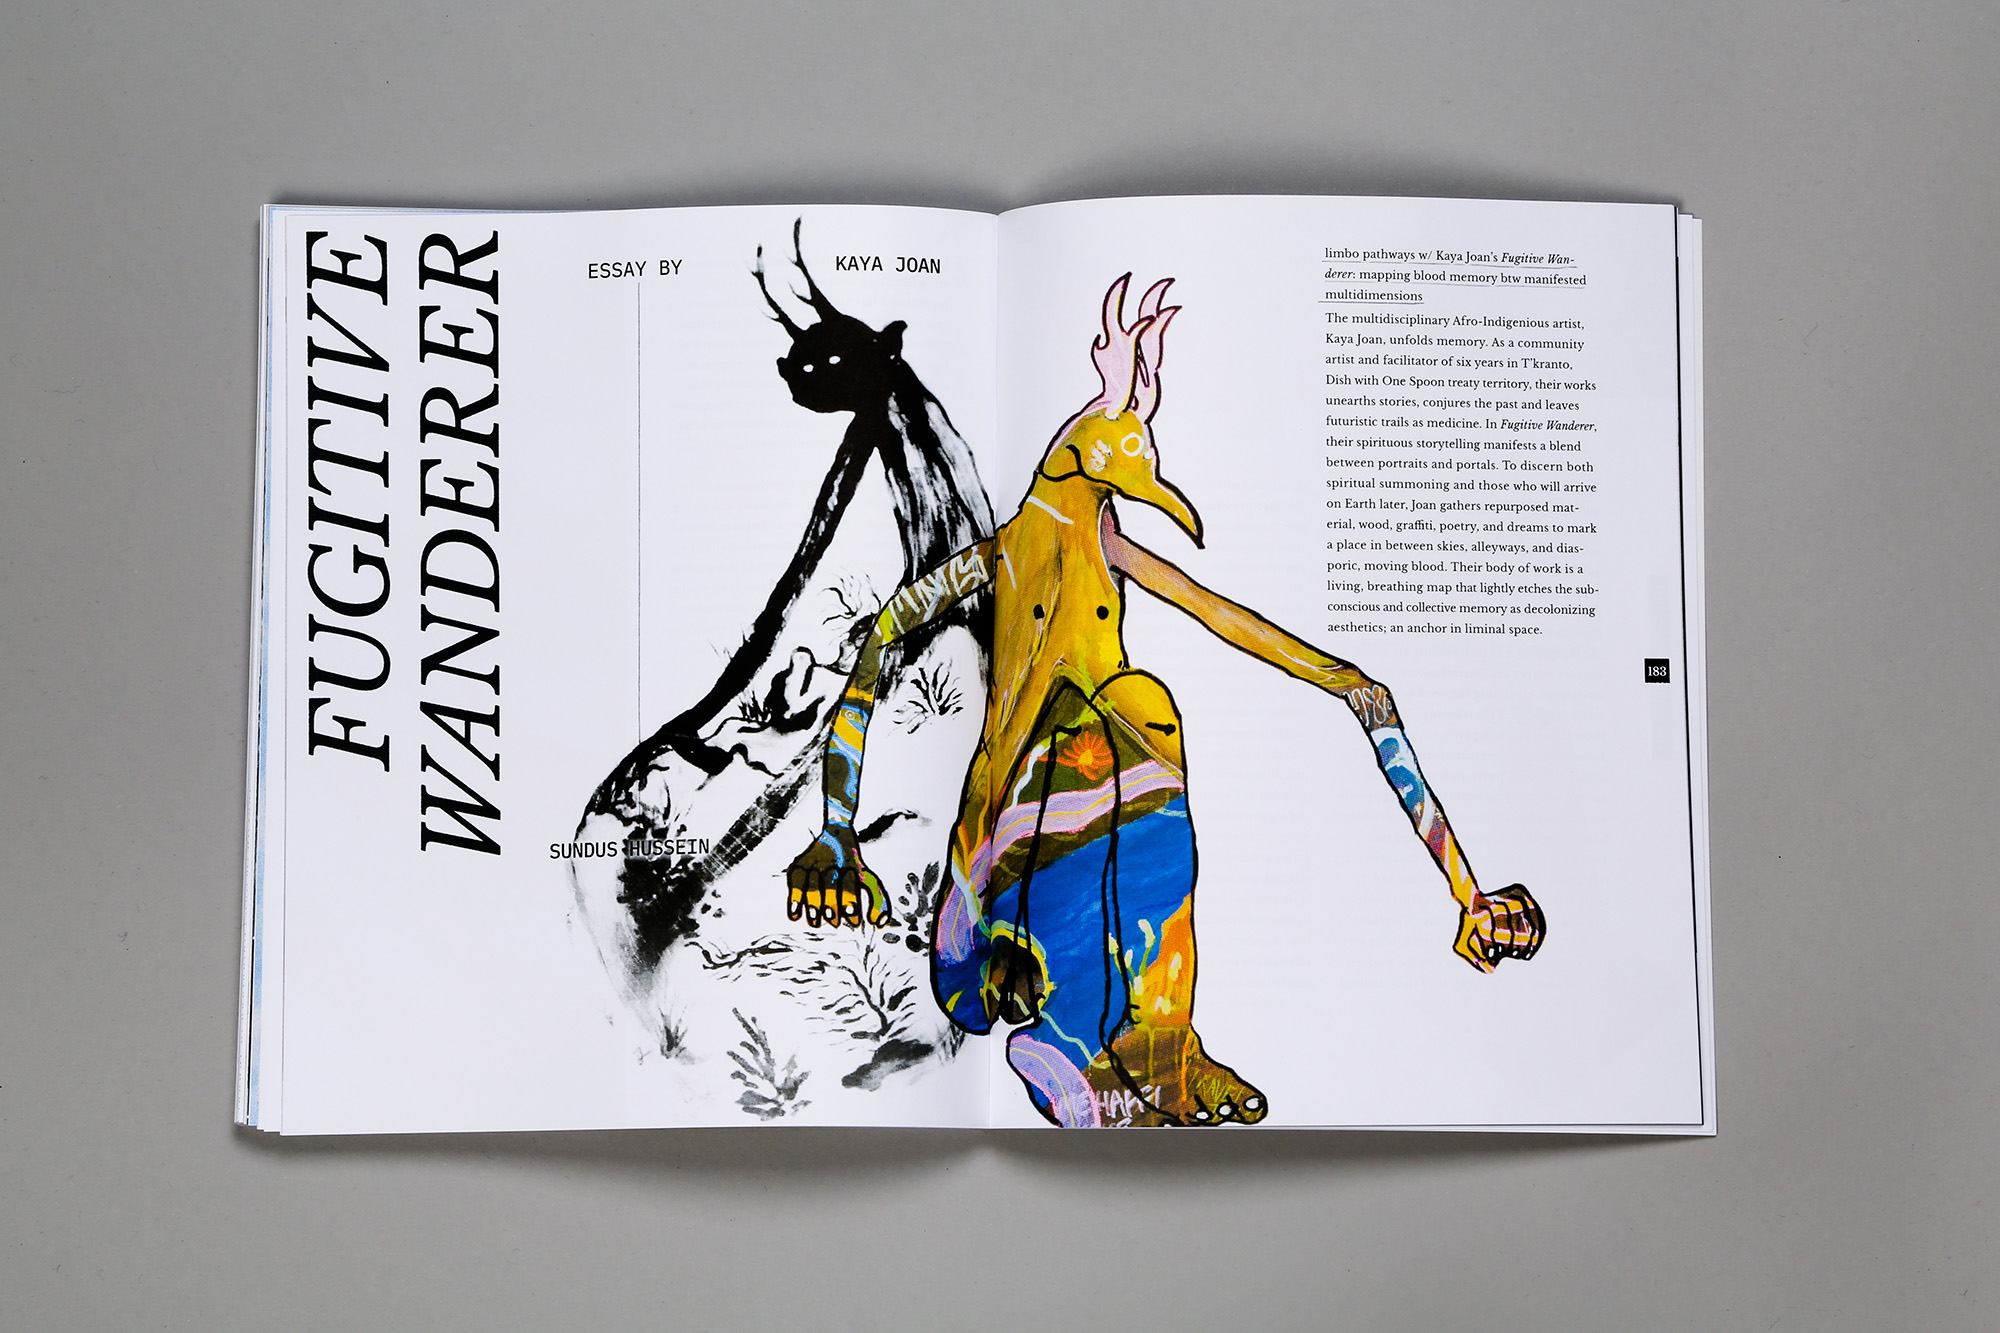 FUGITIVE
WANDERER
ESSAY BY
KAYA JOAN
SUNDUS HUSSEIN
limbo pathways w/ Kaya Joan's Fugitive Wan-
derer: mapping blood memory btw manifested
multidimensions
The multidisciplinary Afro-Indigenious artist,
Kaya Joan, unfolds memory. As a community
artist and facilitator of six years in T'kranto,
Dish with One Spoon treaty territory, their works
unearths stories, conjures the past and leaves
futuristic trails as medicine. In Fugitive Wanderer,
their spirituous storytelling manifests a blend
between portraits and portals. To discern both
spiritual summoning and those who will arrive
on Earth later, Joan gathers repurposed mat-
erial, wood, graffiti, poetry, and dreams to mark
a place in between skies, alleyways, and dias-
poric, moving blood. Their body of work is a
living, breathing map that lightly etches the sub-
conscious and collective memory as decolonizing
aesthetics; an anchor in liminal space.
183